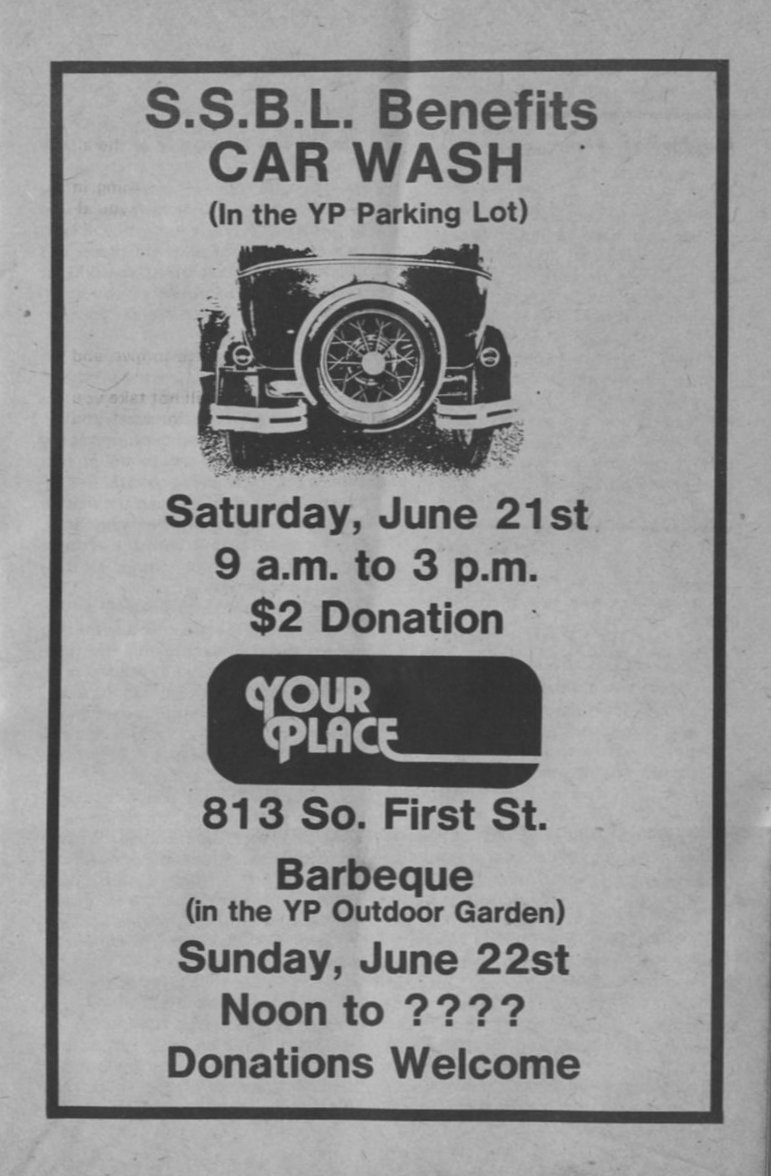 S.S.B.L. Benefits
CAR WASH
(In the YP Parking Lot)
Saturday, June 21st
9 a.m. to 3 p.m.
$2 Donation
YOUR
PLACE
813 So. First St.
Barbeque
(in the YP Outdoor Garden)
Sunday, June 22st
Noon to ????
Donations Welcome